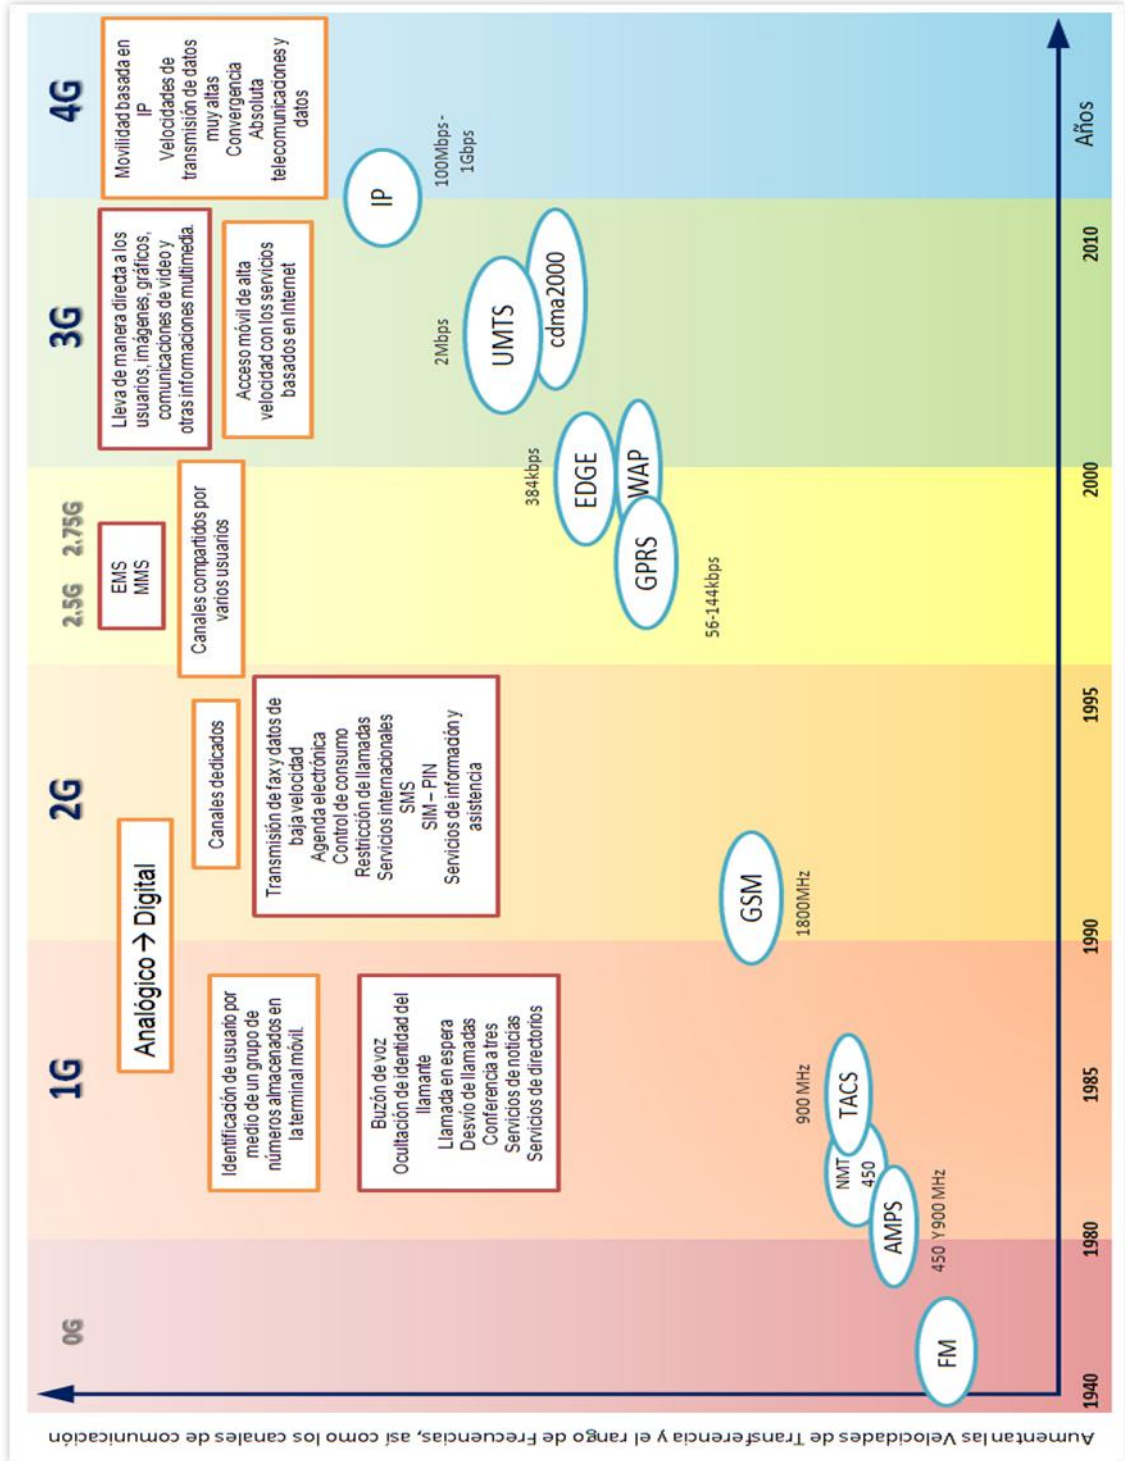 0G
1G
2G
2.5G 2.75G
3G
4G
Analógico → Digital
Identificación de usuario por
medio de un grupo de
números almacenados en
la terminal móvil.
Buzón de voz
Ocultación de identidad del
llamante
Llamada en espera
Desvío de llamadas
Conferencia a tres
Servicios de noticias
Servicios de directorios
Canales dedicados
Transmisión de fax y datos de
baja velocidad
Agenda electrónica
Control de consumo
Restricción de llamadas
Servicios internacionales
SMS
SIM – PIN
Servicios de información y
asistencia
EMS
MMS
Canales compartidos por
varios usuarios
Lleva de manera directa a los
usuarios, imágenes, gráficos,
comunicaciones de video y
otras informaciones multimedia.
Acceso móvil de alta
velocidad con los servicios
basados en Internet
Movilidad basada en
IP
Velocidades de
transmisión de datos
muy altas
Convergencia
Absoluta
telecomunicaciones y
datos
FM
AMPS
450 Y 900 MHz
NMT
450
TACS
900 MHz
GSM
1800MHz
GPRS
56-144kbps
WAP
EDGE
384kbps
UMTS
cdma2000
2Mbps
IP
100Mbps-
1Gbps
1940
1980
1985
1990
1995
2000
2010
Años
Aumentan las Velocidades de Transferencia y el rango de Frecuencias, así como los canales de comunicación